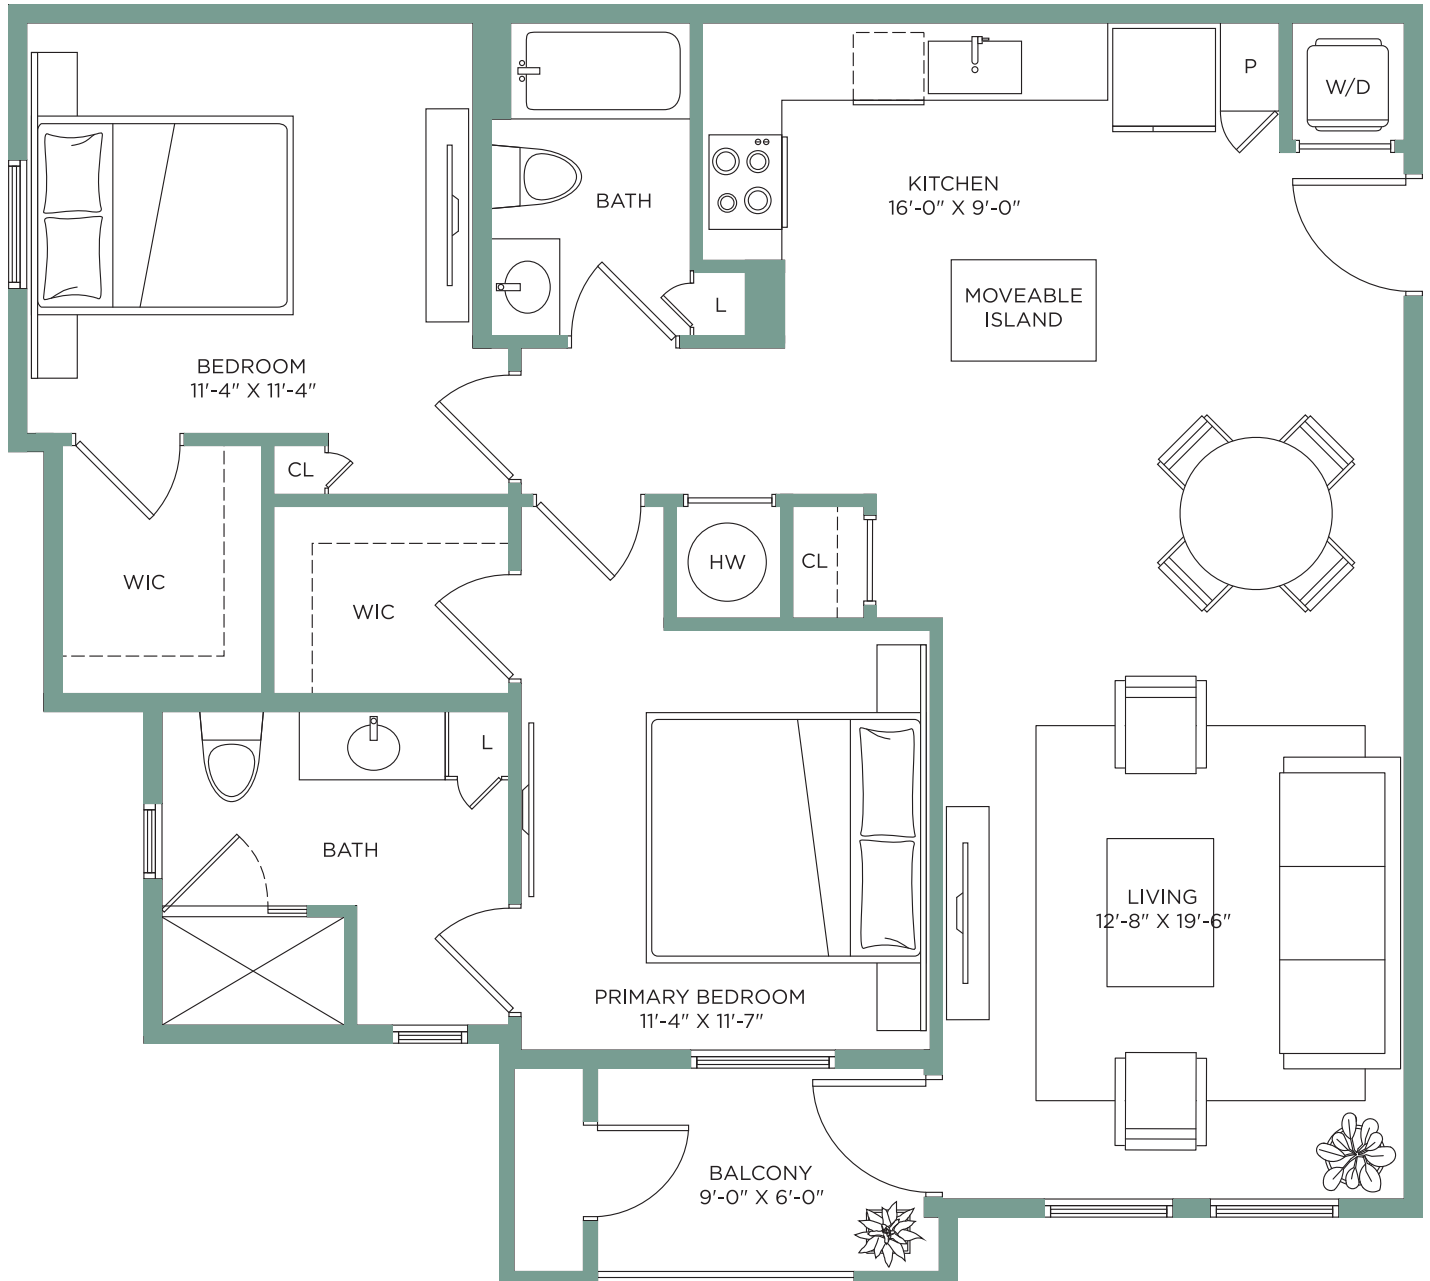 P
W/D
KITCHEN
16'-0" X 9'-0"
BATH
MOVEABLE
ISLAND
L
BEDROOM
11'-4" X 11'-4"
CL
WIC
WIC
HW
CL
L
BATH
LIVING
12'-8" X 19'-6"
PRIMARY BEDROOM
11'-4" X 11'-7"
BALCONY
9'-0" X 6'-0"